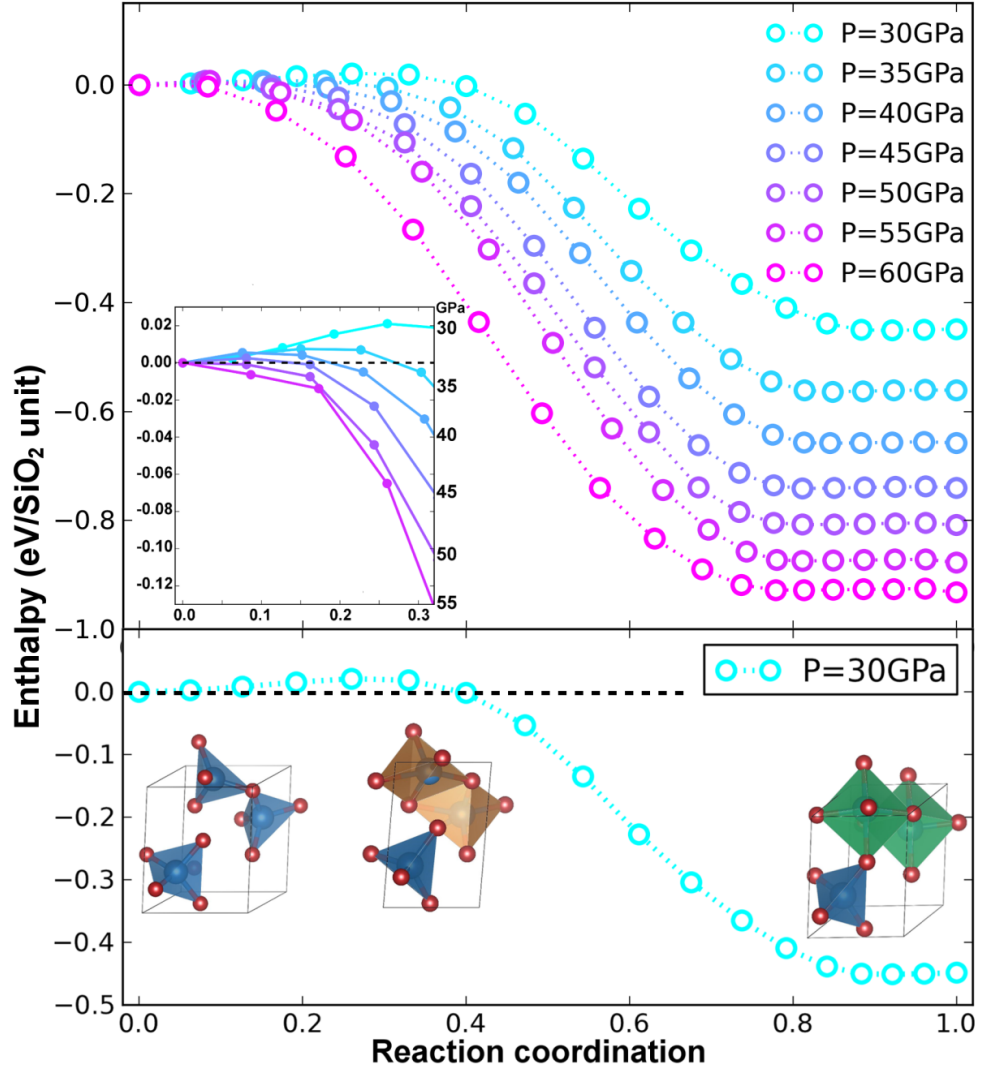 P=30GPa
P=35GPa
P=40GPa
P=45GPa
P=50GPa
P=55GPa
P=60GPa
0.0
−0.2
−0.4
−0.6
−0.8
−1.0
GPa
0.02
0.00
-0.02
-0.04
-0.06
-0.08
-0.10
-0.12
0.0 0.1 0.2 0.3
30
35
40
45
50
55
Enthalpy (eV/SiO₂ unit)
P=30GPa
0.0
−0.1
−0.2
−0.3
−0.4
−0.5
0.0 0.2 0.4 0.6 0.8 1.0
Reaction coordination